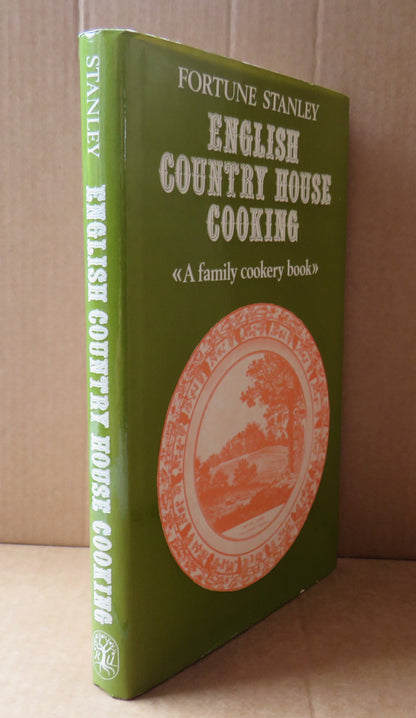 STANLEY
ENGLISH COUNTRY HOUSE COOKING
FORTUNE STANLEY
ENGLISH
COUNTRY HOUSE
COOKING
«A family cookery book»